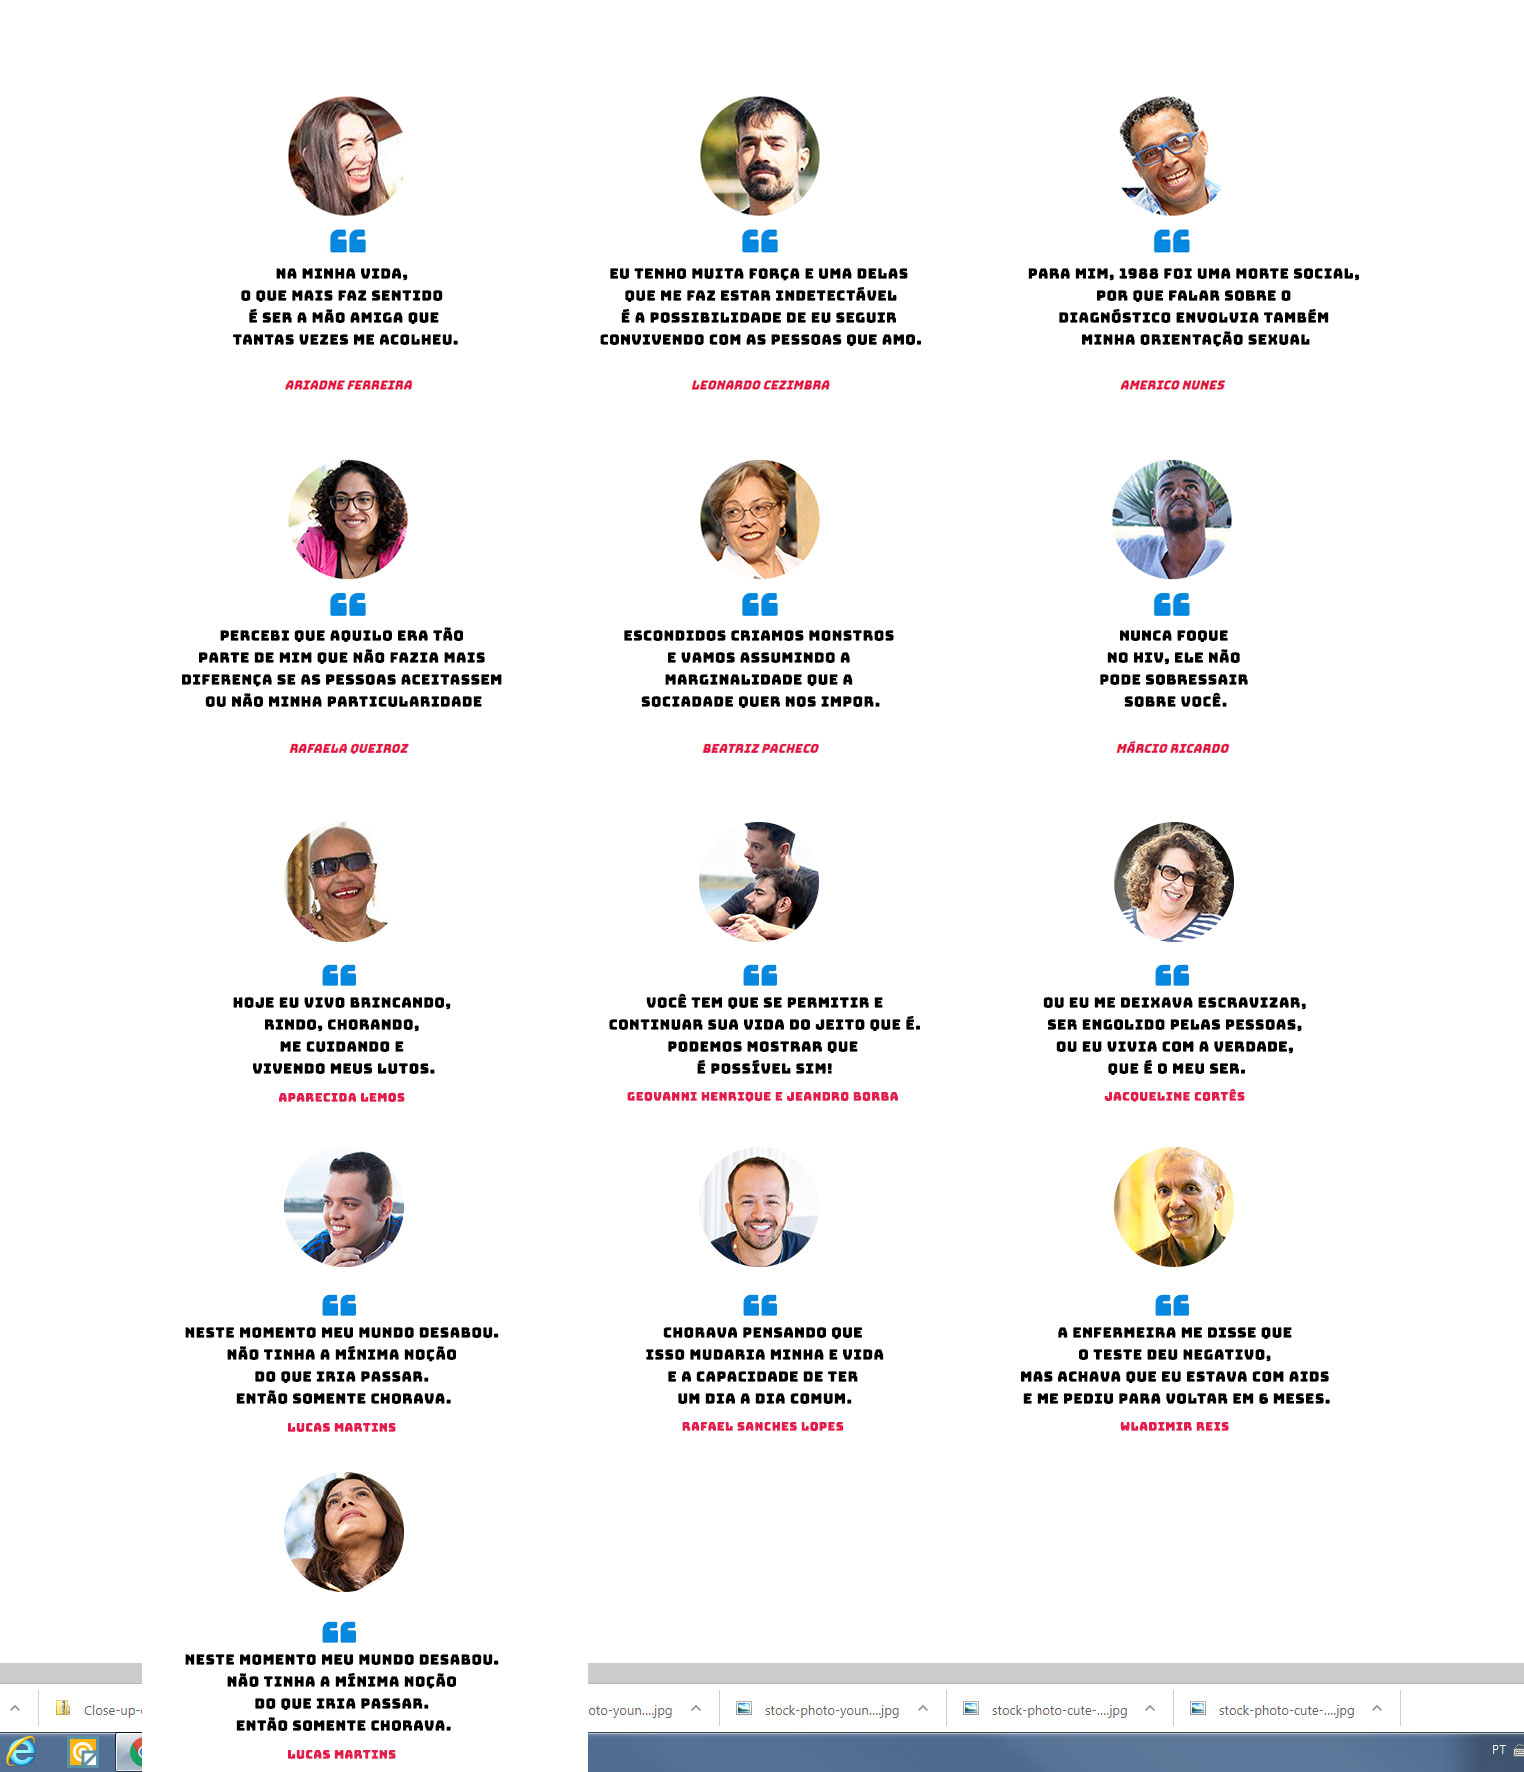 NA MINHA VIDA,
O QUE MAIS FAZ SENTIDO
É SER A MÃO AMIGA QUE
TANTAS VEZES ME ACOLHEU.
ARIADNE FERREIRA
EU TENHO MUITA FORÇA E UMA DELAS
QUE ME FAZ ESTAR INDETECTÁVEL
É A POSSIBILIDADE DE EU SEGUIR
CONVIVENDO COM AS PESSOAS QUE AMO.
LEONARDO CEZIMBRA
PARA MIM, 1988 FOI UMA MORTE SOCIAL,
POR QUE FALAR SOBRE O
DIAGNÓSTICO ENVOLVIA TAMBÉM
MINHA ORIENTAÇÃO SEXUAL
AMERICO NUNES
PERCEBI QUE AQUILO ERA TÃO
PARTE DE MIM QUE NÃO FAZIA MAIS
DIFERENÇA SE AS PESSOAS ACEITASSEM
OU NÃO MINHA PARTICULARIDADE
RAFAELA QUEIROZ
ESCONDIDOS CRIAMOS MONSTROS
E VAMOS ASSUMINDO A
MARGINALIDADE QUE A
SOCIADADE QUER NOS IMPOR.
BEATRIZ PACHECO
NUNCA FOQUE
NO HIV, ELE NÃO
PODE SOBRESSAIR
SOBRE VOCÊ.
MÁRCIO RICARDO
HOJE EU VIVO BRINCANDO,
RINDO, CHORANDO,
ME CUIDANDO E
VIVENDO MEUS LUTOS.
APARECIDA LEMOS
VOCÊ TEM QUE SE PERMITIR E
CONTINUAR SUA VIDA DO JEITO QUE É.
PODEMOS MOSTRAR QUE
É POSSÍVEL SIM!
GEOVANNI HENRIQUE E JEANDRO BORBA
OU EU ME DEIXAVA ESCRAVIZAR,
SER ENGOLIDO PELAS PESSOAS,
OU EU VIVIA COM A VERDADE,
QUE É O MEU SER.
JACQUELINE CORTÊS
NESTE MOMENTO MEU MUNDO DESABOU.
NÃO TINHA A MÍNIMA NOÇÃO
DO QUE IRIA PASSAR.
ENTÃO SOMENTE CHORAVA.
LUCAS MARTINS
CHORAVA PENSANDO QUE
ISSO MUDARIA MINHA E VIDA
E A CAPACIDADE DE TER
UM DIA A DIA COMUM.
RAFAEL SANCHES LOPES
A ENFERMEIRA ME DISSE QUE
O TESTE DEU NEGATIVO,
MAS ACHAVA QUE EU ESTAVA COM AIDS
E ME PEDIU PARA VOLTAR EM 6 MESES.
WLADIMIR REIS
NESTE MOMENTO MEU MUNDO DESABOU.
NÃO TINHA A MÍNIMA NOÇÃO
DO QUE IRIA PASSAR.
ENTÃO SOMENTE CHORAVA.
LUCAS MARTINS
Close-up-
oto-youn....jpg
stock-photo-youn....jpg
stock-photo-cute-....jpg
stock-photo-cute-....jpg
PT